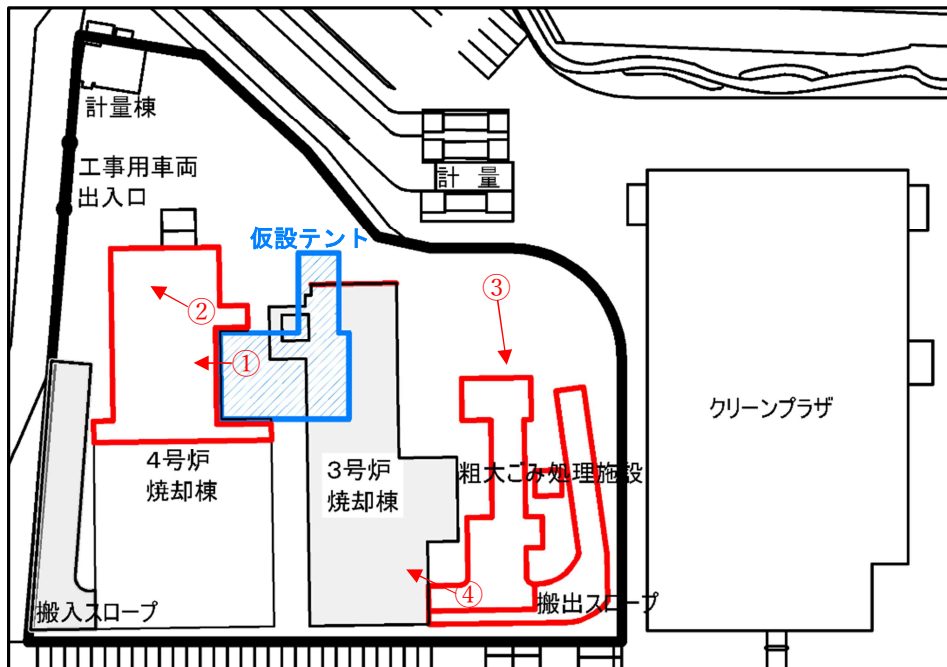 計量棟
工事用車両
出入口
計 量
仮設テント
②
③
①
クリーンプラザ
4号炉
焼却棟
3号炉
焼却棟
粗大ごみ処理施設
④
搬入スロープ
搬出スロープ